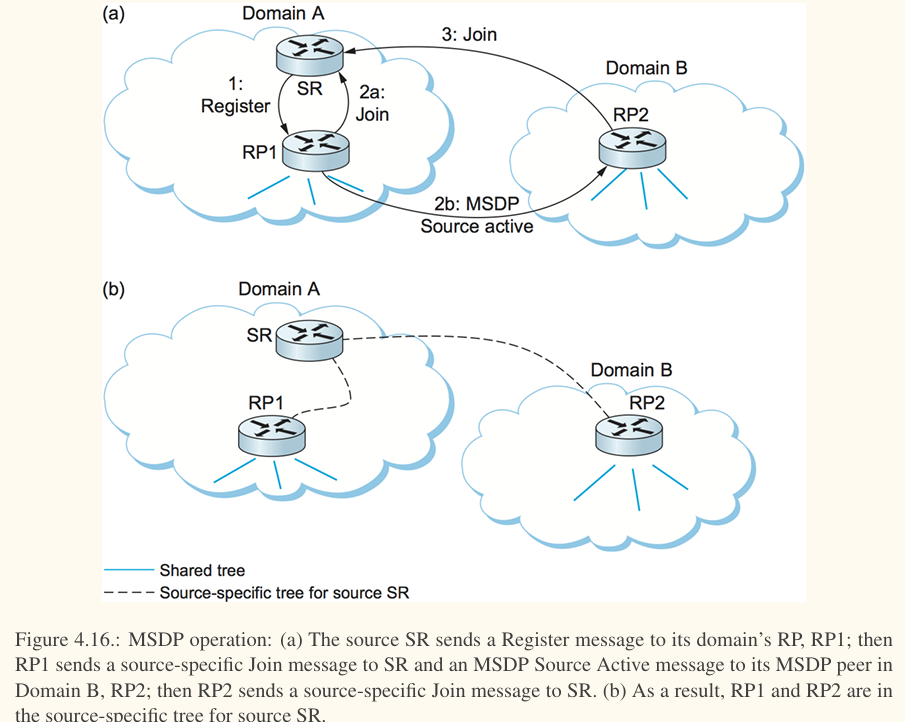 (a)
Domain A
3: Join
Domain B
1:
Register
SR
2a:
Join
RP2
RP1
2b: MSDP
Source active
(b)
Domain A
SR
Domain B
RP1
RP2
Shared tree
Source-specific tree for source SR
Figure 4.16.: MSDP operation: (a) The source SR sends a Register message to its domain's RP, RP1; then
RP1 sends a source-specific Join message to SR and an MSDP Source Active message to its MSDP peer in
Domain B, RP2; then RP2 sends a source-specific Join message to SR. (b) As a result, RP1 and RP2 are in
the source-specific tree for source SR.